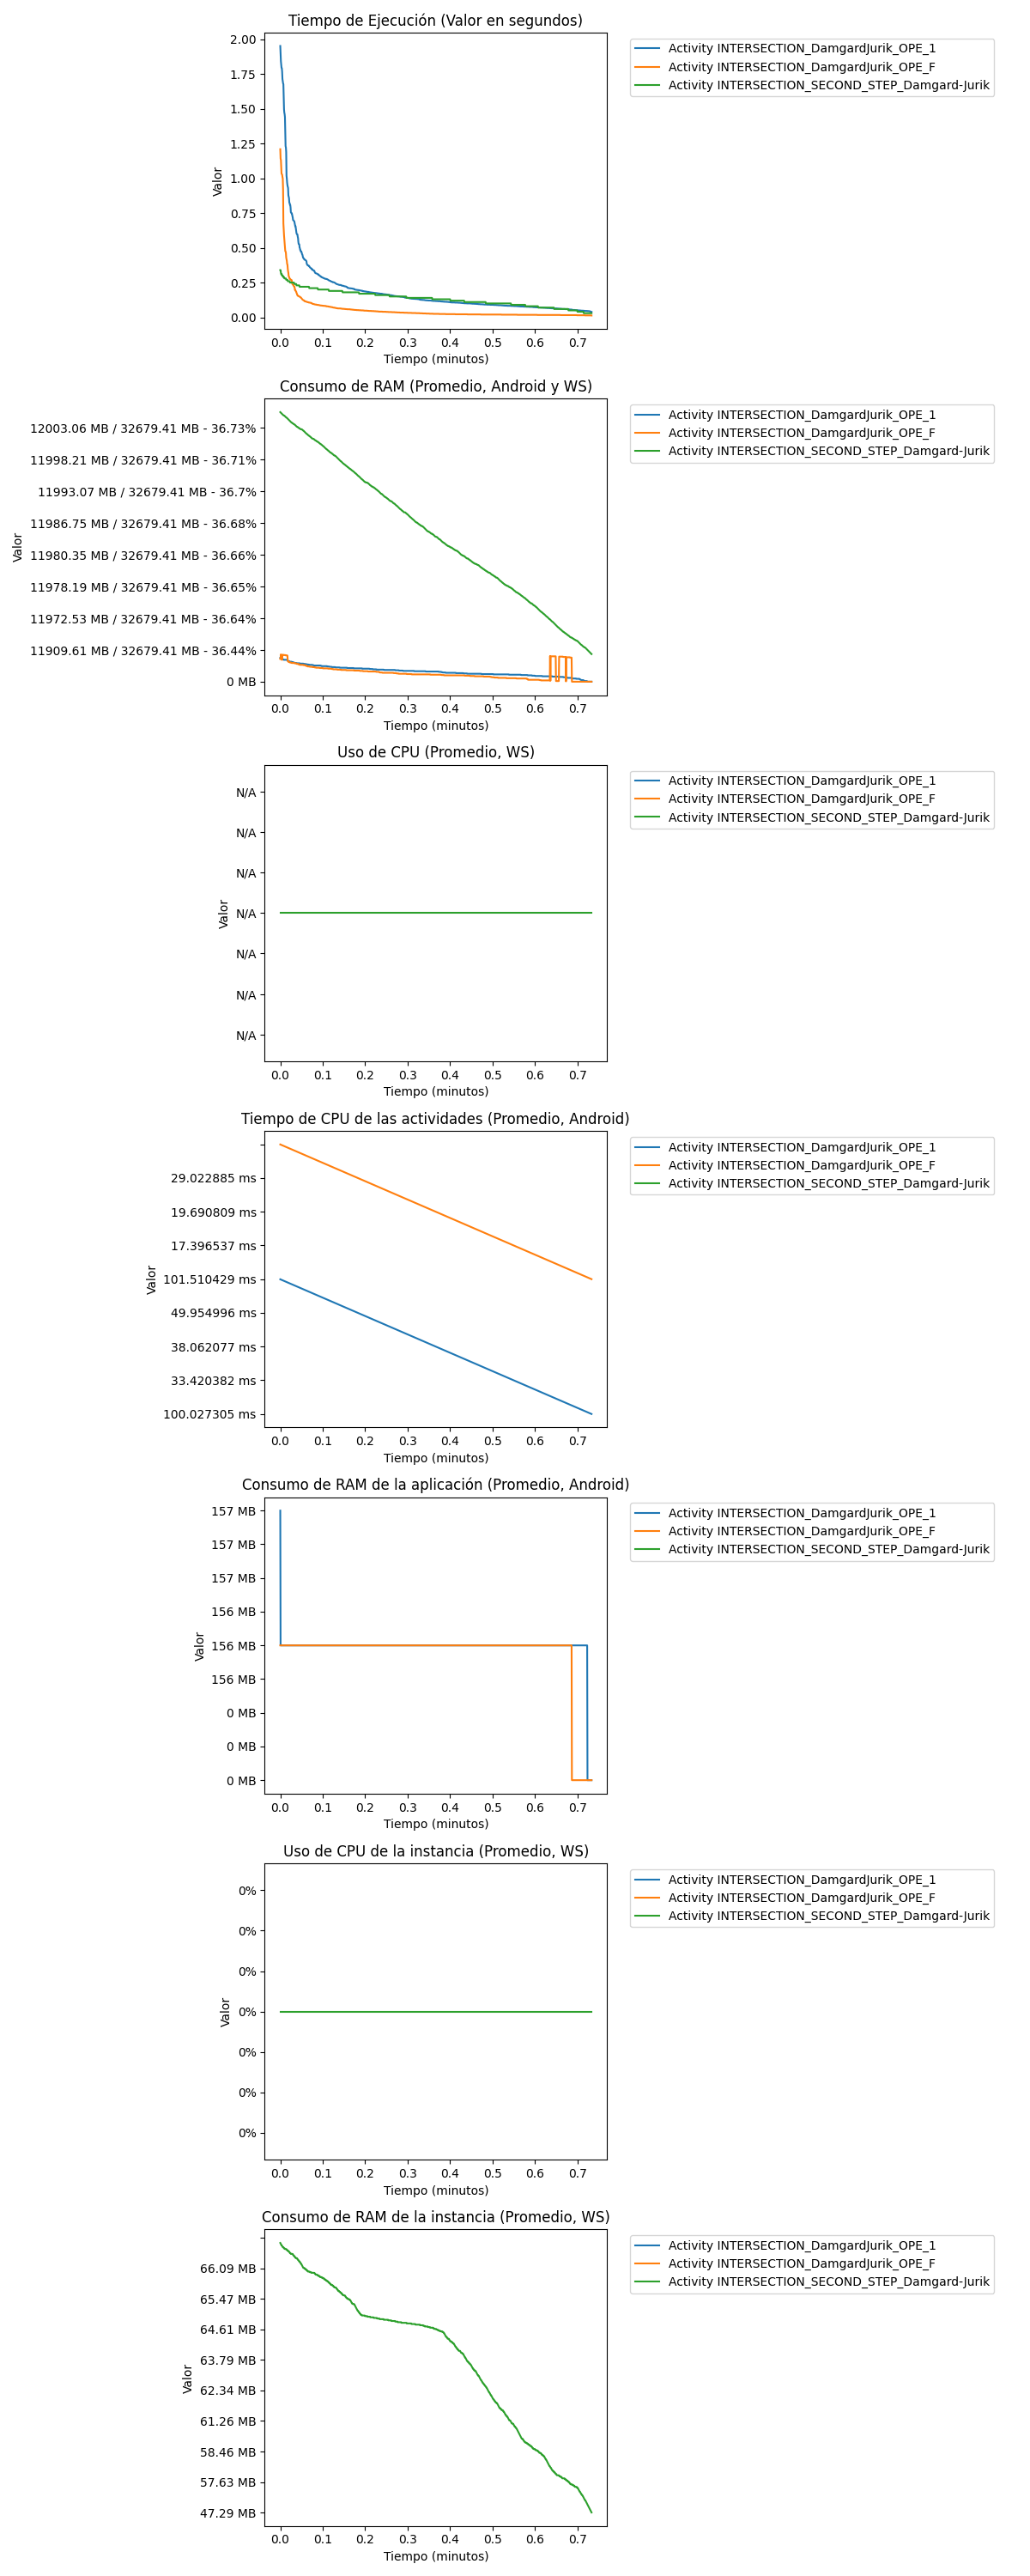 Tiempo de Ejecución (Valor en segundos)
2.00
1.75
1.50
1.25
1.00
0.75
0.50
0.25
0.00
Valor
0.0 0.1 0.2 0.3 0.4 0.5 0.6 0.7
Tiempo (minutos)
Activity INTERSECTION_DamgardJurik_OPE_1
Activity INTERSECTION_DamgardJurik_OPE_F
Activity INTERSECTION_SECOND_STEP_Damgard-Jurik
Consumo de RAM (Promedio, Android y WS)
12003.06 MB / 32679.41 MB - 36.73%
11998.21 MB / 32679.41 MB - 36.71%
11993.07 MB / 32679.41 MB - 36.7%
11986.75 MB / 32679.41 MB - 36.68%
11980.35 MB / 32679.41 MB - 36.66%
11978.19 MB / 32679.41 MB - 36.65%
11972.53 MB / 32679.41 MB - 36.64%
11909.61 MB / 32679.41 MB - 36.44%
0 MB
Valor
0.0 0.1 0.2 0.3 0.4 0.5 0.6 0.7
Tiempo (minutos)
Activity INTERSECTION_DamgardJurik_OPE_1
Activity INTERSECTION_DamgardJurik_OPE_F
Activity INTERSECTION_SECOND_STEP_Damgard-Jurik
Uso de CPU (Promedio, WS)
N/A
N/A
N/A
N/A
N/A
N/A
N/A
Valor
0.0 0.1 0.2 0.3 0.4 0.5 0.6 0.7
Tiempo (minutos)
Activity INTERSECTION_DamgardJurik_OPE_1
Activity INTERSECTION_DamgardJurik_OPE_F
Activity INTERSECTION_SECOND_STEP_Damgard-Jurik
Tiempo de CPU de las actividades (Promedio, Android)
29.022885 ms
19.690809 ms
17.396537 ms
101.510429 ms
49.954996 ms
38.062077 ms
33.420382 ms
100.027305 ms
Valor
0.0 0.1 0.2 0.3 0.4 0.5 0.6 0.7
Tiempo (minutos)
Activity INTERSECTION_DamgardJurik_OPE_1
Activity INTERSECTION_DamgardJurik_OPE_F
Activity INTERSECTION_SECOND_STEP_Damgard-Jurik
Consumo de RAM de la aplicación (Promedio, Android)
157 MB
157 MB
157 MB
156 MB
156 MB
156 MB
0 MB
0 MB
0 MB
Valor
0.0 0.1 0.2 0.3 0.4 0.5 0.6 0.7
Tiempo (minutos)
Activity INTERSECTION_DamgardJurik_OPE_1
Activity INTERSECTION_DamgardJurik_OPE_F
Activity INTERSECTION_SECOND_STEP_Damgard-Jurik
Uso de CPU de la instancia (Promedio, WS)
0%
0%
0%
0%
0%
0%
0%
Valor
0.0 0.1 0.2 0.3 0.4 0.5 0.6 0.7
Tiempo (minutos)
Activity INTERSECTION_DamgardJurik_OPE_1
Activity INTERSECTION_DamgardJurik_OPE_F
Activity INTERSECTION_SECOND_STEP_Damgard-Jurik
Consumo de RAM de la instancia (Promedio, WS)
66.09 MB
65.47 MB
64.61 MB
63.79 MB
62.34 MB
61.26 MB
58.46 MB
57.63 MB
47.29 MB
Valor
0.0 0.1 0.2 0.3 0.4 0.5 0.6 0.7
Tiempo (minutos)
Activity INTERSECTION_DamgardJurik_OPE_1
Activity INTERSECTION_DamgardJurik_OPE_F
Activity INTERSECTION_SECOND_STEP_Damgard-Jurik